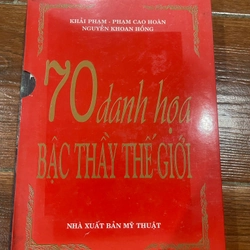 KHẢI PHẠM - PHẠM CAO HOÀN
NGUYỄN KHOAN HỒNG
70 danh họa
BẬC THẦY THẾ GIỚI
NHÀ XUẤT BẢN MỸ THUẬT